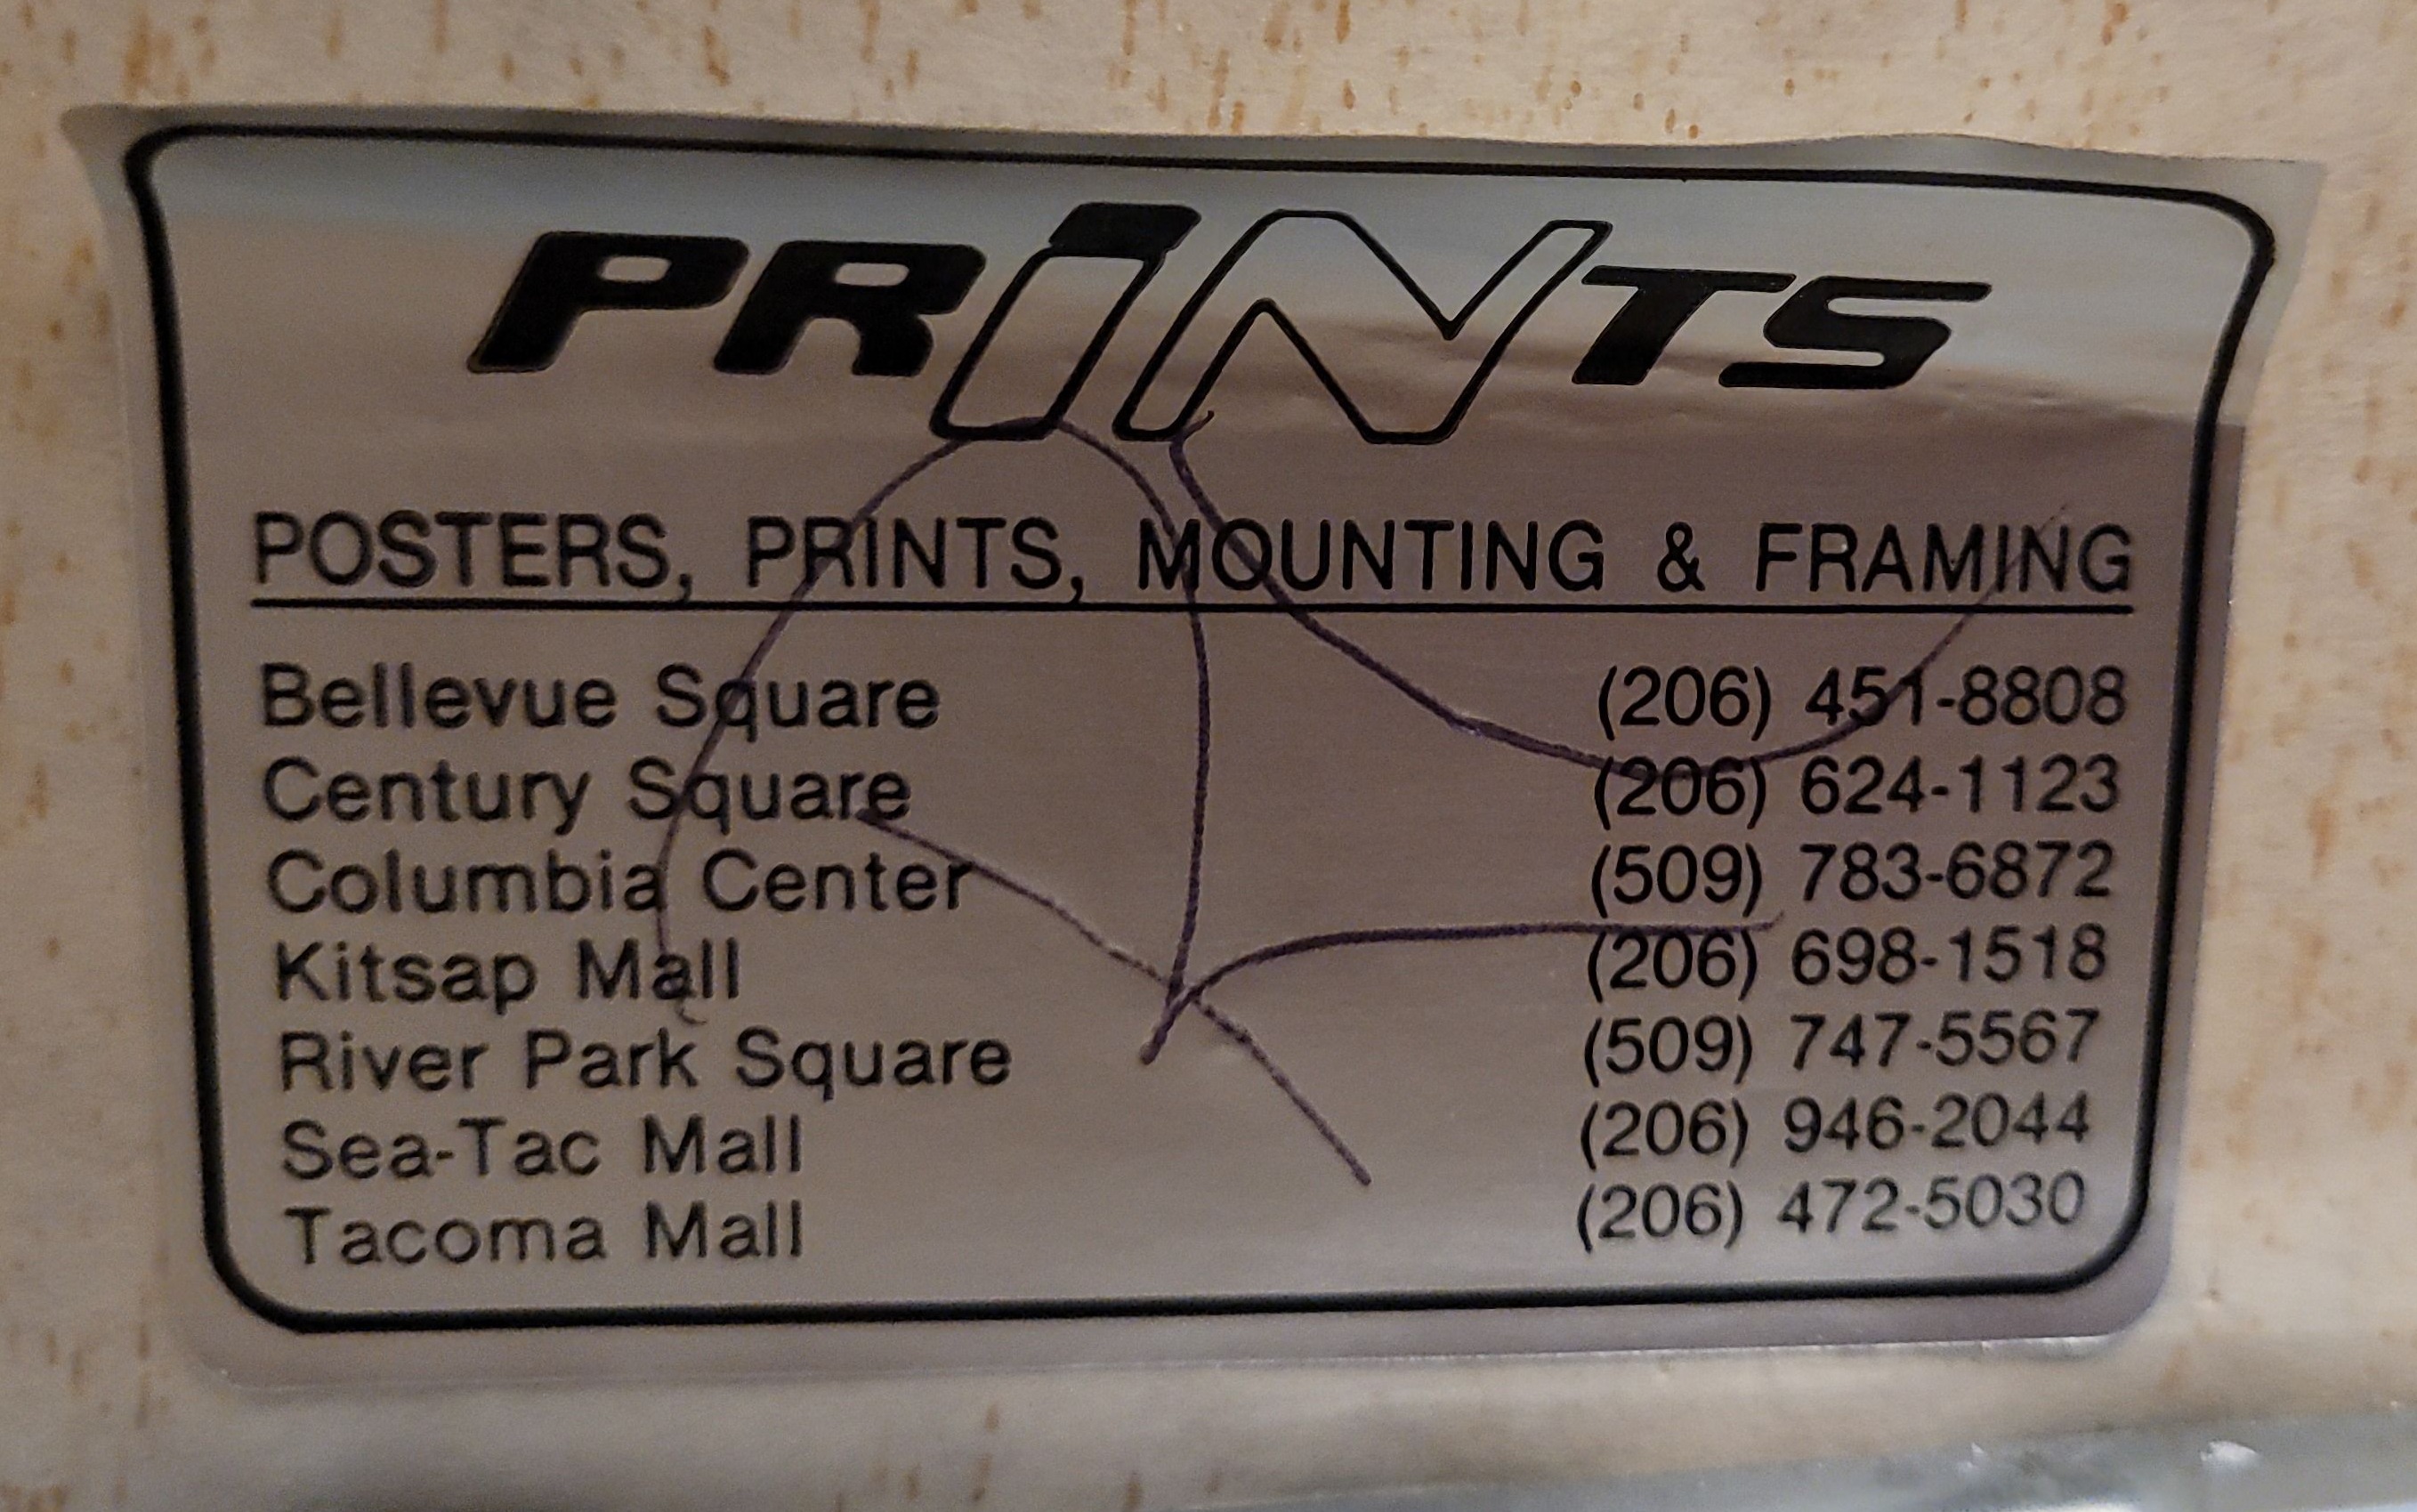 PRiNTS
POSTERS, PRINTS, MOUNTING & FRAMING
Bellevue Square (206) 451-8808
Century Square (206) 624-1123
Columbia Center (509) 783-6872
Kitsap Mall (206) 698-1518
River Park Square (509) 747-5567
Sea-Tac Mall (206) 946-2044
Tacoma Mall (206) 472-5030